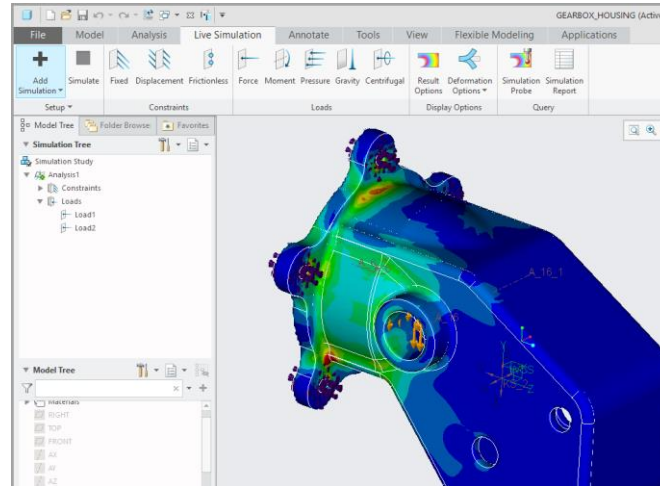 GEARBOX_HOUSING (Active
File Model Analysis Live Simulation Annotate Tools View Flexible Modeling Applications
Add Simulation Simulate Fixed Displacement Frictionless Force Moment Pressure Gravity Centrifugal Result Options Deformation Options Simulation Probe Simulation Report
Setup Constraints Loads Display Options Query
Model Tree Folder Browser Favorites
Simulation Tree
Simulation Study
Analysis1
Constraints
Loads
Load1
Load2
A_16_1
Model Tree
Materials
RIGHT
TOP
FRONT
AX
AY
AZ